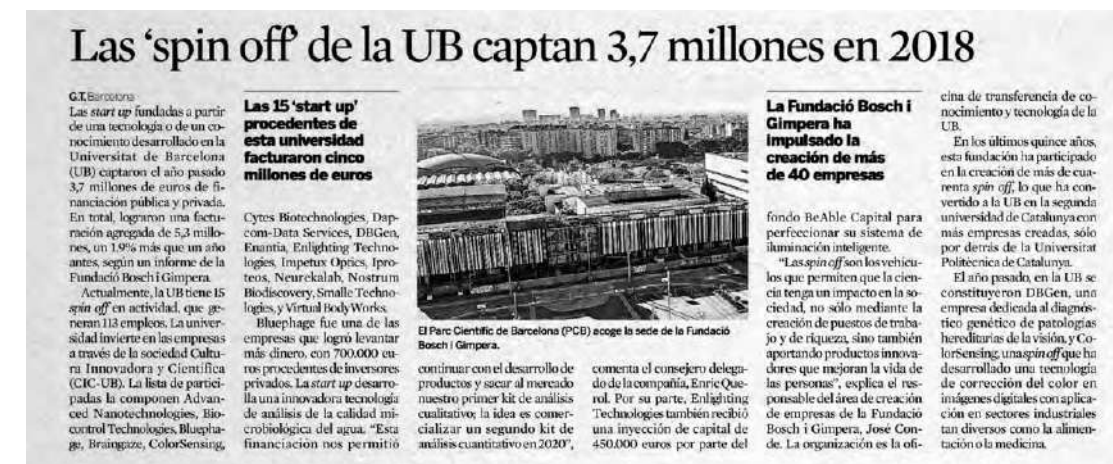 Las ‘spin off’ de la UB captan 3,7 millones en 2018
G.T. Barcelona
Las start up fundadas a partir
de una tecnología o de un co-
nocimiento desarrollado en la
Universitat de Barcelona
(UB) captaron el año pasado
3,7 millones de euros de fi-
nanciación pública y privada.
En total, lograron una factu-
ración agregada de 5,3 millo-
nes, un 1,9% más que un año
antes, según un informe de la
Fundació Bosch i Gimpera.
Actualmente, la UB tiene 15
spin off en actividad, que ge-
neran 113 empleos. La univer-
sidad invierte en las empresas
a través de la sociedad Cultu-
ra Innovadora y Científica
(CIC-UB). La lista de partici-
padas la componen Advan-
ced Nanotechnologies, Bio-
control Technologies, Bluepha-
ge, Braingaze, ColorSensing,
Las 15 ‘start up’
procedentes de
esta universidad
facturaron cinco
millones de euros
Cytes Biotechnologies, Dap-
com-Data Services, DBGen,
Enantia, Enlighting Techno-
logies, Impetux Optics, Ipro-
teos, Neurekalab, Nostrum
Biodiscovery, Smalle Techno-
logies, y Virtual Body Works.
Bluephage fue una de las
empresas que logró levantar
más dinero, con 700.000 eu-
ros procedentes de inversores
privados. La start up desarro-
lla una innovadora tecnología
de análisis de la calidad mi-
crobiológica del agua. “Esta
financiación nos permitió
El Parc Científic de Barcelona (PCB) acoge la sede de la Fundació
Bosch i Gimpera.
continuar con el desarrollo de
productos y sacar al mercado
nuestro primer kit de análisis
cualitativo; la idea es comer-
cializar un segundo kit de
análisis cuantitativo en 2020”,
comenta el consejero delega-
do de la compañía, Enric Que-
rol. Por su parte, Enlighting
Technologies también recibió
una inyección de capital de
450.000 euros por parte del
La Fundació Bosch i
Gimpera ha
impulsado la
creación de más
de 40 empresas
fondo BeAble Capital para
perfeccionar su sistema de
iluminación inteligente.
“Las spin off son los vehícu-
los que permiten que la cien-
cia tenga un impacto en la so-
ciedad, no sólo mediante la
creación de puestos de traba-
jo y de riqueza, sino también
aportando productos innova-
dores que mejoran la vida de
las personas”, explica el res-
ponsable del área de creación
de empresas de la Fundació
Bosch i Gimpera, José Con-
de. La organización es la ofi-
cina de transferencia de co-
nocimiento y tecnología de la
UB.
En los últimos quince años,
esta fundación ha participado
en la creación de más de cua-
renta spin off, lo que ha con-
vertido a la UB en la segunda
universidad de Catalunya con
más empresas creadas, sólo
por detrás de la Universitat
Politècnica de Catalunya.
El año pasado, en la UB se
constituyeron DBGen, una
empresa dedicada al diagnós-
tico genético de patologías
hereditarias de la visión, y Co-
lorSensing, una spin off que ha
desarrollado una tecnología
de corrección del color en
imágenes digitales con aplica-
ción en sectores industriales
tan diversos como la alimen-
tación o la medicina.